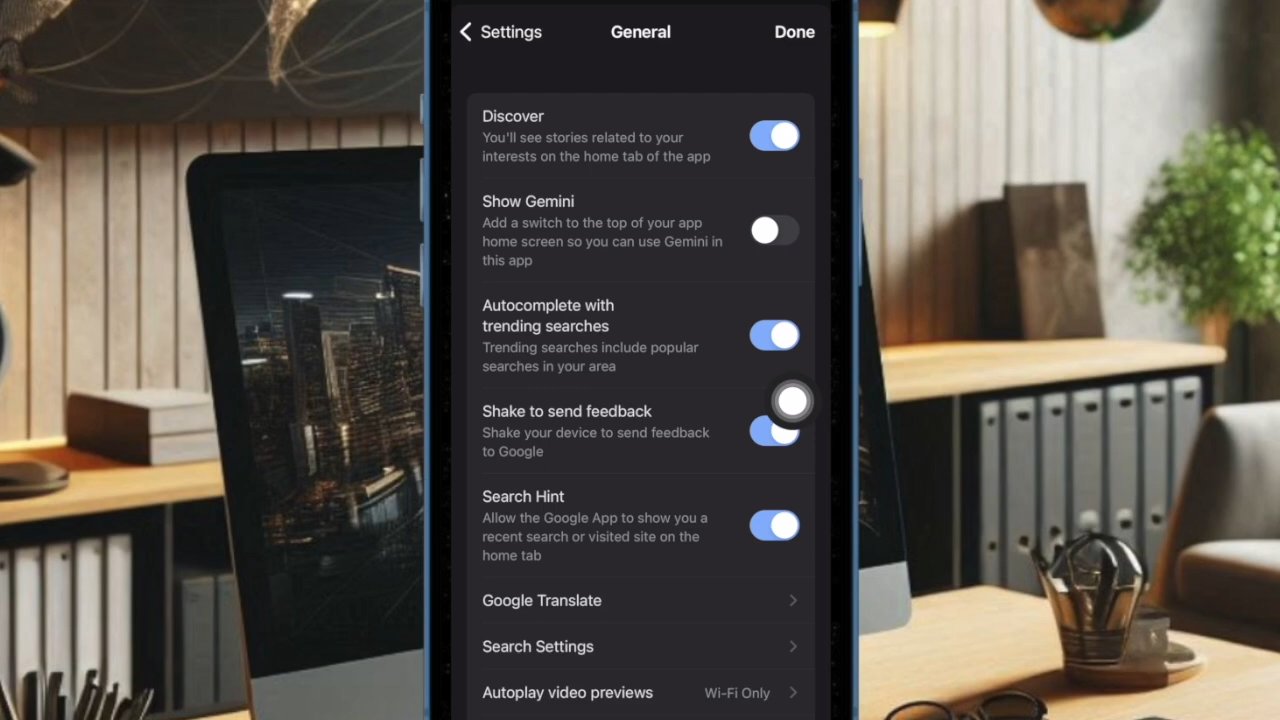 Settings
General
Done
Discover
You'll see stories related to your
interests on the home tab of the app
Show Gemini
Add a switch to the top of your app
home screen so you can use Gemini in
this app
Autocomplete with
trending searches
Trending searches include popular
searches in your area
Shake to send feedback
Shake your device to send feedback
to Google
Search Hint
Allow the Google App to show you a
recent search or visited site on the
home tab
Google Translate
Search Settings
Autoplay video previews
Wi-Fi Only